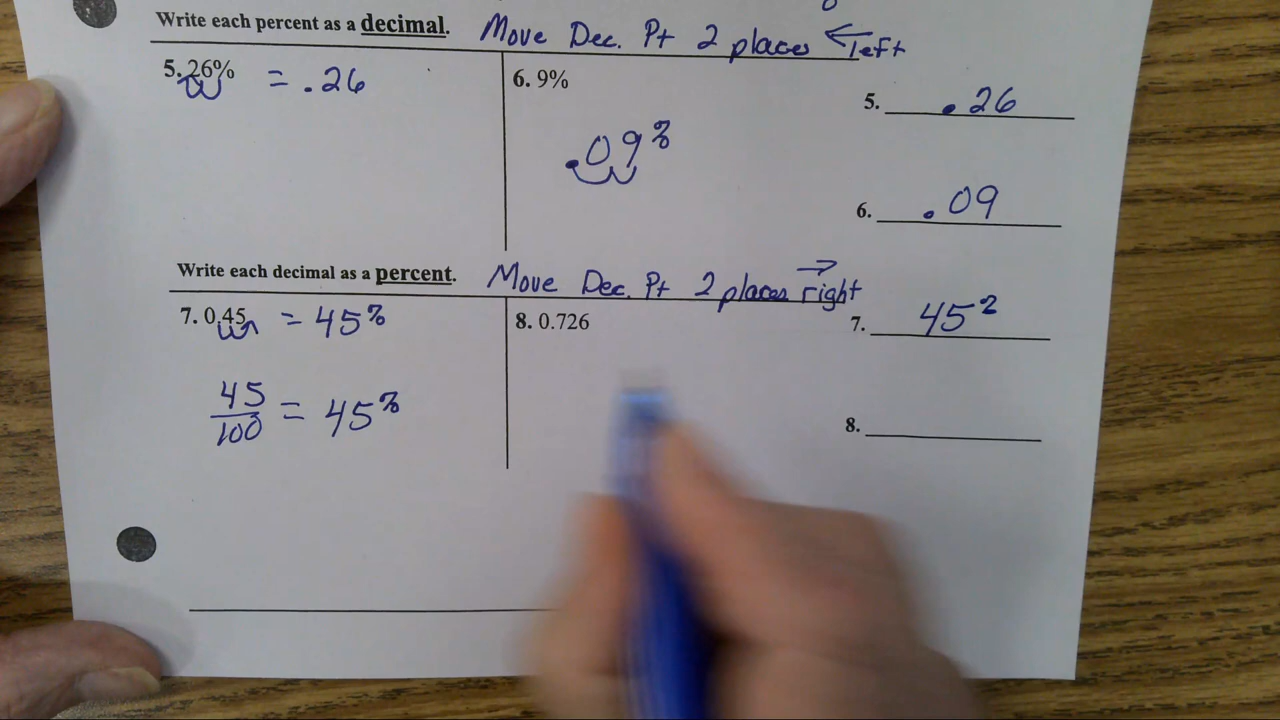 Write each percent as a decimal. Move Dec. Pt 2 places ← left
5. 26% = .26
6. 9%
.09%
5. .26
6. .09
Write each decimal as a percent. Move Dec. Pt 2 places → right
7. 0.45 = 45%
45/100 = 45%
8. 0.726
7. 45%
8.